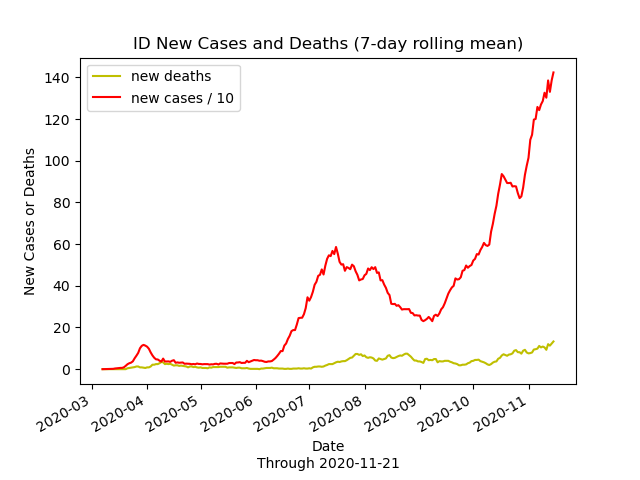 ID New Cases and Deaths (7-day rolling mean)
new deaths
new cases / 10
New Cases or Deaths
140
120
100
80
60
40
20
0
2020-03
2020-04
2020-05
2020-06
2020-07
2020-08
2020-09
2020-10
2020-11
Date
Through 2020-11-21